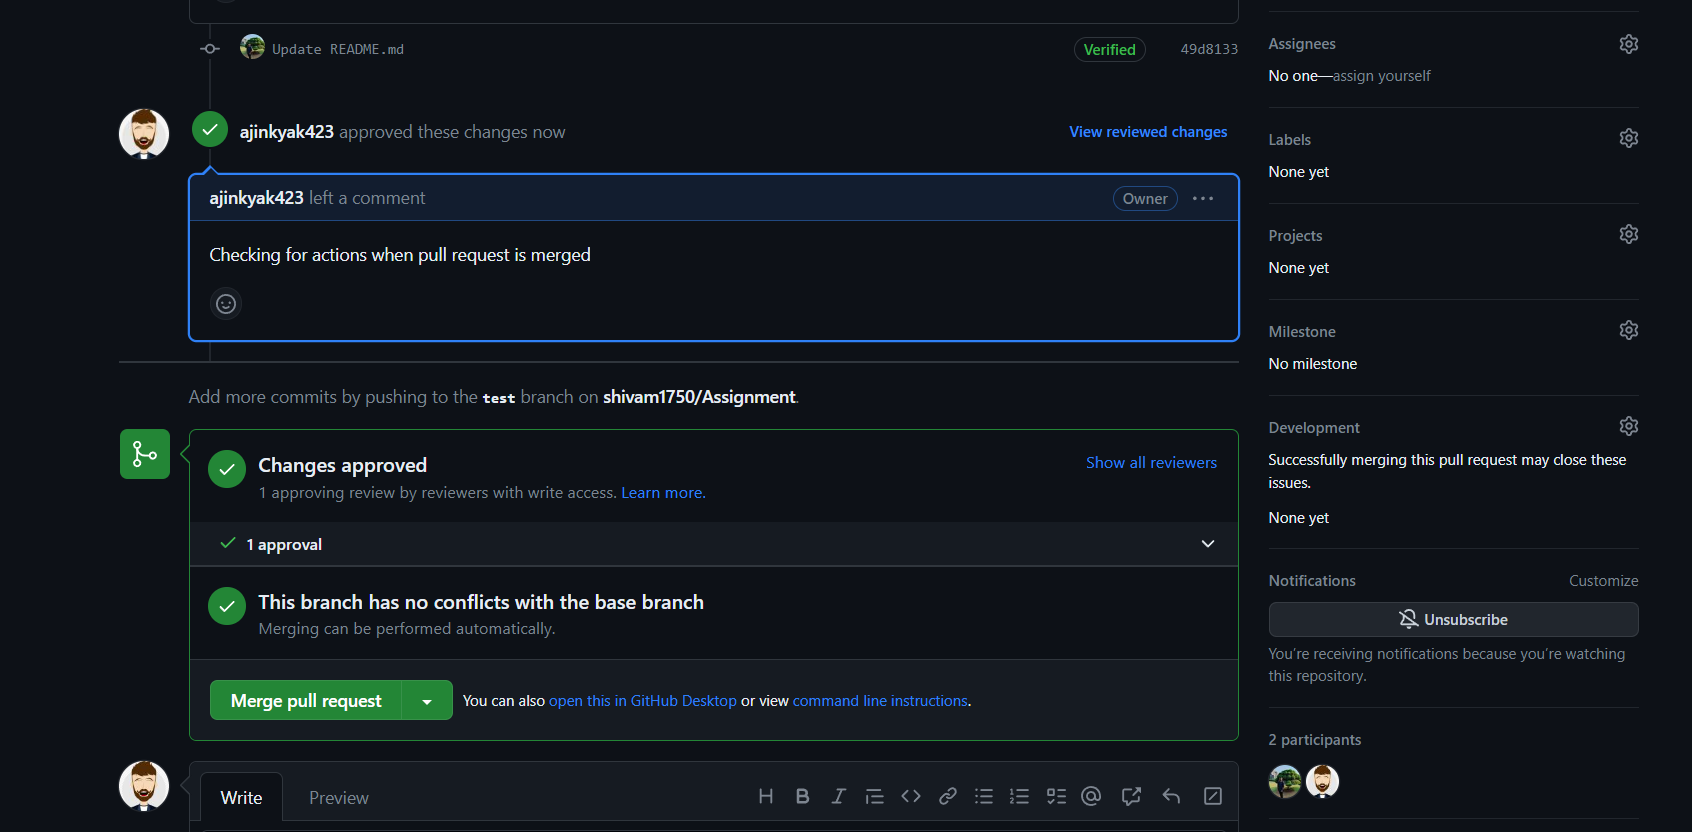 Update README.md
Verified
49d8133
ajinkyak423 approved these changes now
View reviewed changes
ajinkyak423 left a comment
Owner
Checking for actions when pull request is merged
Add more commits by pushing to the test branch on shivam1750/Assignment.
Changes approved
Show all reviewers
1 approving review by reviewers with write access. Learn more.
1 approval
This branch has no conflicts with the base branch
Merging can be performed automatically.
Merge pull request
You can also open this in GitHub Desktop or view command line instructions.
Write
Preview
Assignees
No one—assign yourself
Labels
None yet
Projects
None yet
Milestone
No milestone
Development
Successfully merging this pull request may close these
issues.
None yet
Notifications
Customize
Unsubscribe
You're receiving notifications because you're watching
this repository.
2 participants